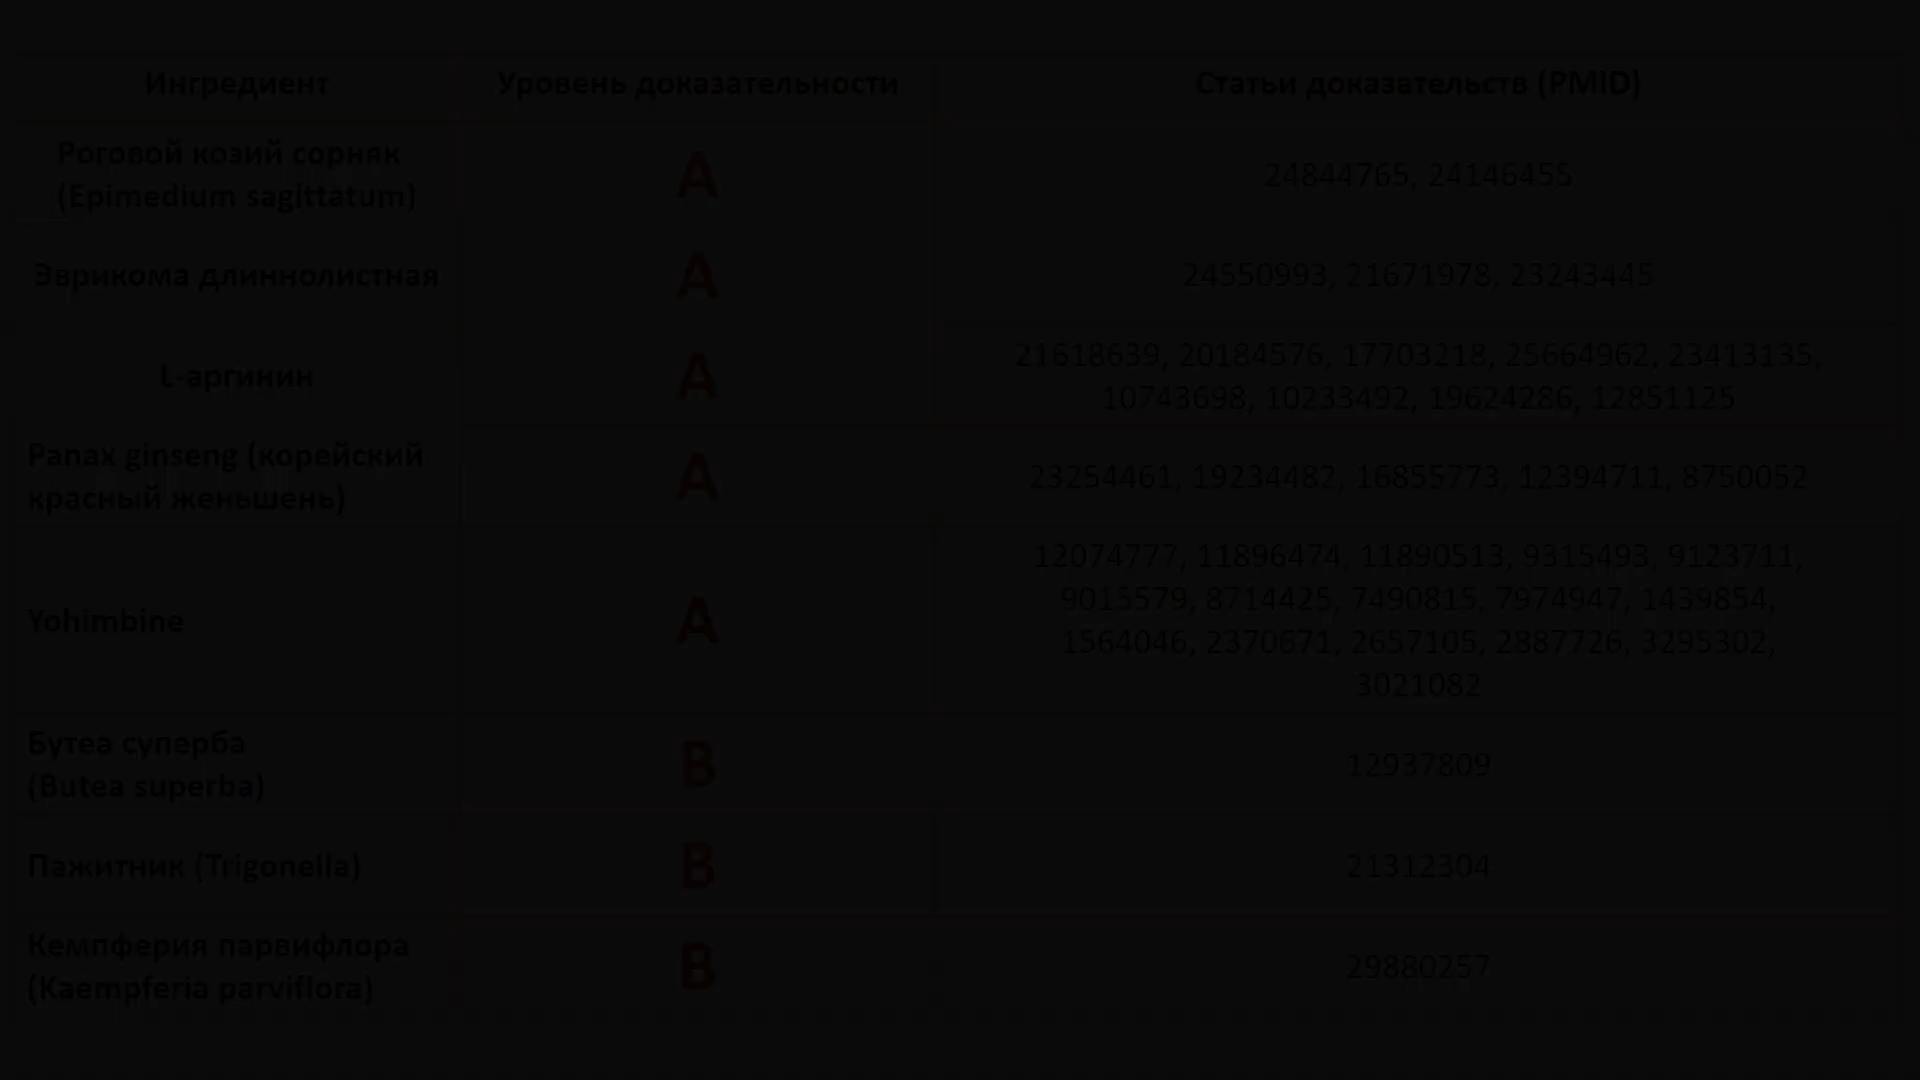 Ингредиент Уровень доказательности Статьи доказательств (PMID)
Роговой козий сорняк
(Epimedium sagittatum)
A
24844765, 24146455
Эврикома длиннолистная
A
24550993, 21671978, 23243445
L-аргинин
A
21618639, 20184576, 17703218, 25664962, 23413135,
10743698, 10233492, 19624286, 12851125
Panax ginseng (корейский
красный женьшень)
A
23254461, 19234482, 16855773, 12394711, 8750052
Yohimbine
A
12074777, 11896474, 11890513, 9315493, 9123711,
9015579, 8714425, 7490815, 7974947, 1439854,
1564046, 2370671, 2657105, 2887726, 3295302,
3021082
Бутеа суперба
(Butea superba)
B
12937809
Пажитник (Trigonella)
B
21312304
Кемпферия парвифлора
(Kaempferia parviflora)
B
29880257